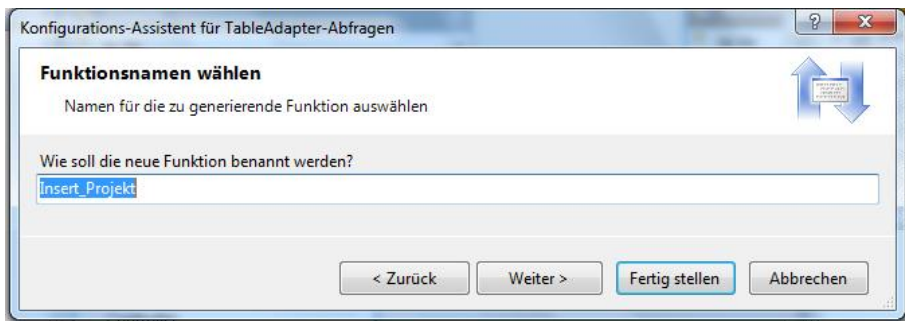 Konfigurations-Assistent für TableAdapter-Abfragen
?
Funktionsnamen wählen
Namen für die zu generierende Funktion auswählen
Wie soll die neue Funktion benannt werden?
Insert_Projekt
< Zurück Weiter > Fertig stellen Abbrechen